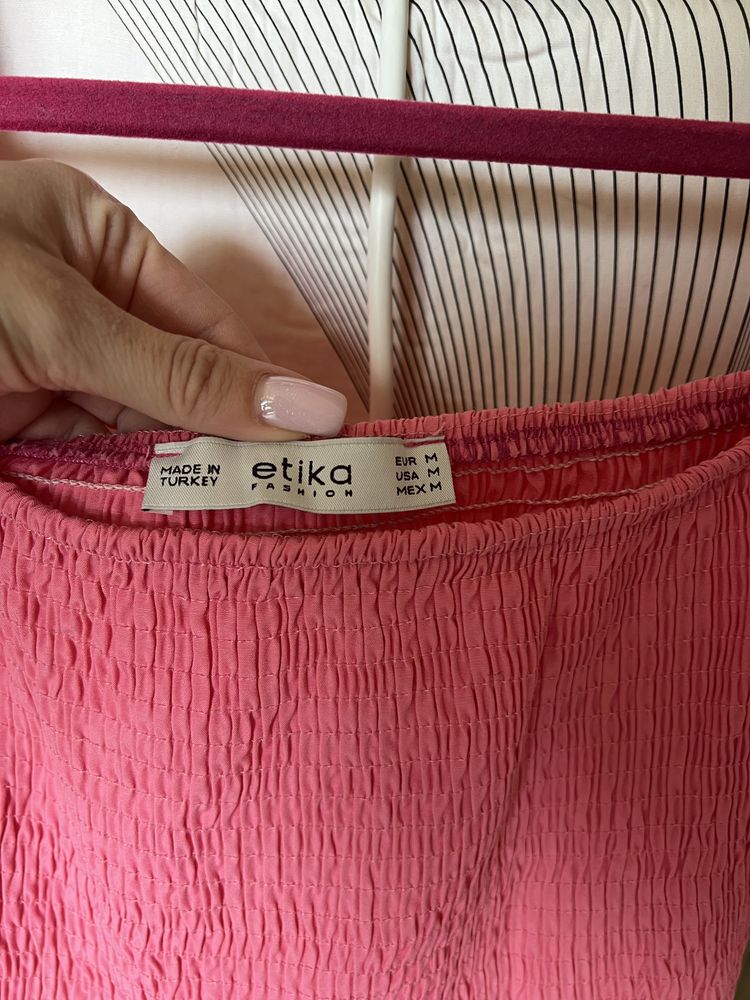 MADE IN
TURKEY
etika
FASHION
EUR M
USA M
MEX M